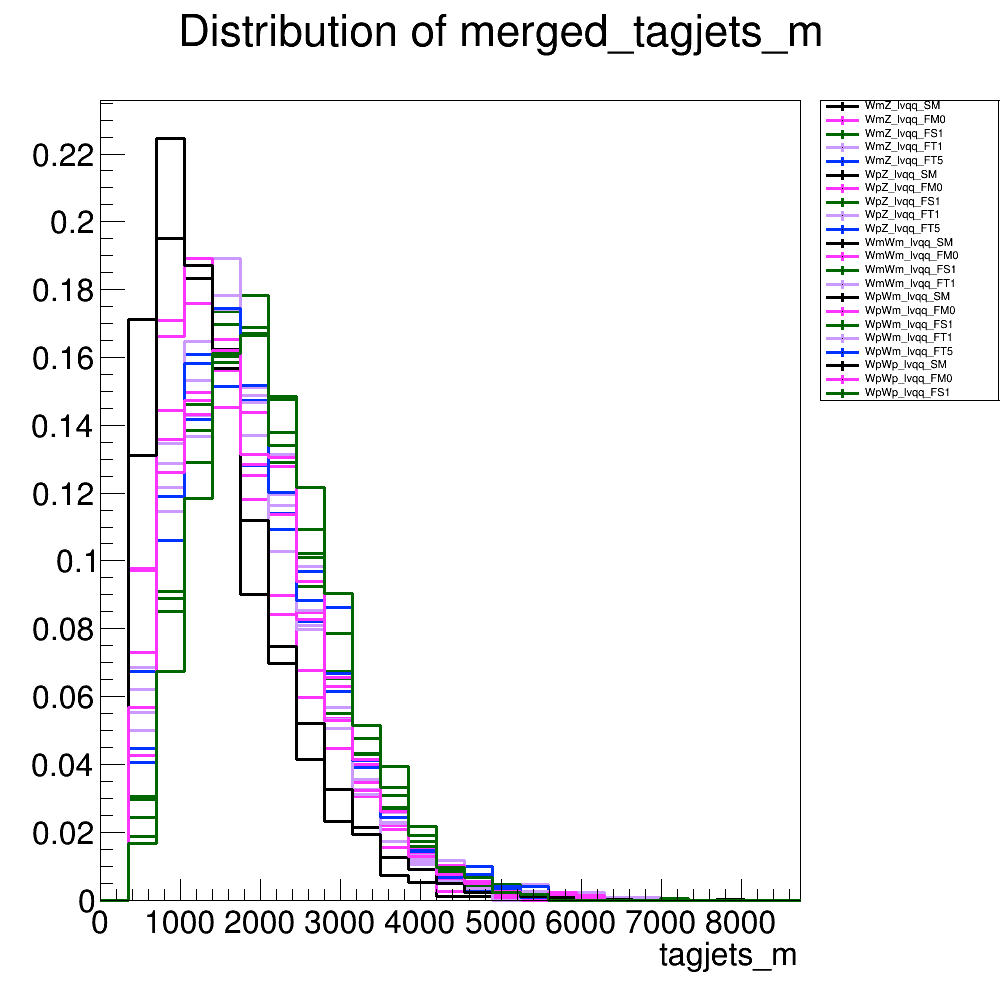 Distribution of merged_tagjets_m
WmZ_lvqq_SM
WmZ_lvqq_FM0
WmZ_lvqq_FS1
WmZ_lvqq_FT1
WmZ_lvqq_FT5
WpZ_lvqq_SM
WpZ_lvqq_FM0
WpZ_lvqq_FS1
WpZ_lvqq_FT1
WpZ_lvqq_FT5
WmWm_lvqq_SM
WmWm_lvqq_FM0
WmWm_lvqq_FS1
WmWm_lvqq_FT1
WpWm_lvqq_SM
WpWm_lvqq_FM0
WpWm_lvqq_FS1
WpWm_lvqq_FT1
WpWm_lvqq_FT5
WpWp_lvqq_SM
WpWp_lvqq_FM0
WpWp_lvqq_FS1
0.22
0.2
0.18
0.16
0.14
0.12
0.1
0.08
0.06
0.04
0.02
0
0 1000 2000 3000 4000 5000 6000 7000 8000
tagjets_m